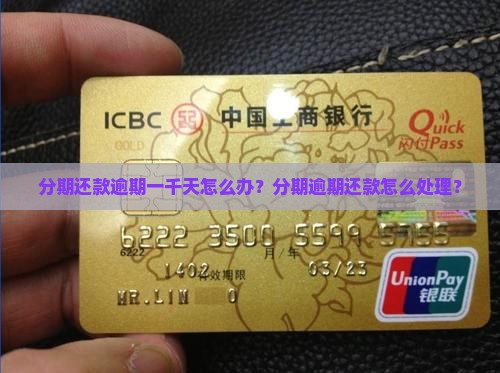 ICBC 中国工商银行
GOLD
Quick
闪付Pass
分期还款逾期一千天怎么办？分期逾期还款怎么处理？
6222 3500 5599
6222
月/年
1402 有效期限 03/23
MR.LIN 0
UnionPay
银联